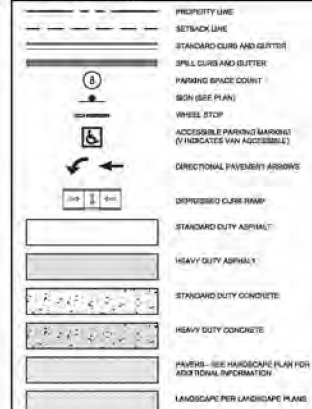 PROPERTY LINE
SETBACK LINE
STANDARD CURB AND GUTTER
SPILL CURB AND GUTTER
8
PARKING SPACE COUNT
SIGN (SEE PLAN)
WHEEL STOP
ACCESSIBLE PARKING MARKING
(V INDICATES VAN ACCESSIBLE)
DIRECTIONAL PAVEMENT ARROWS
DEPRESSED CURB RAMP
STANDARD DUTY ASPHALT
HEAVY DUTY ASPHALT
STANDARD DUTY CONCRETE
HEAVY DUTY CONCRETE
PAVERS - SEE HARDSCAPE PLAN FOR
ADDITIONAL INFORMATION
LANDSCAPE PER LANDSCAPE PLANS